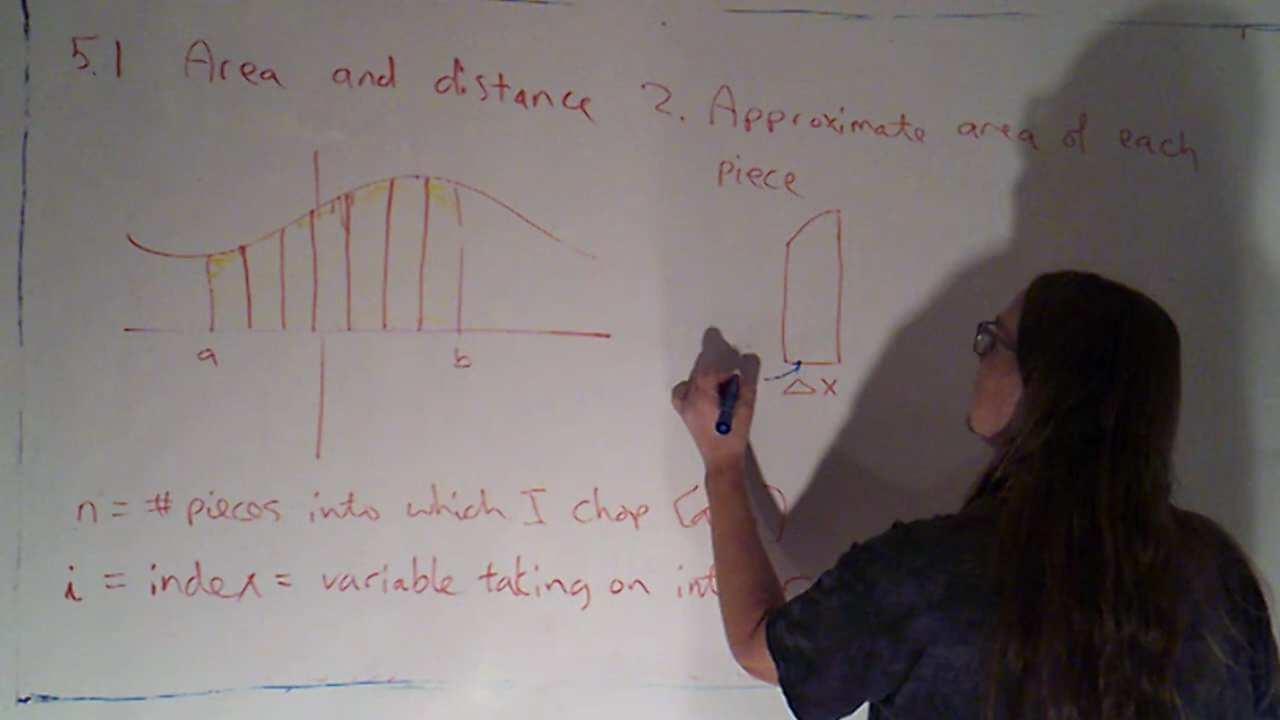 5.1 Area and distance
2. Approximate area of each
piece
a
b
Δx
n = # pieces into which I chop [a
i = index = variable taking on int